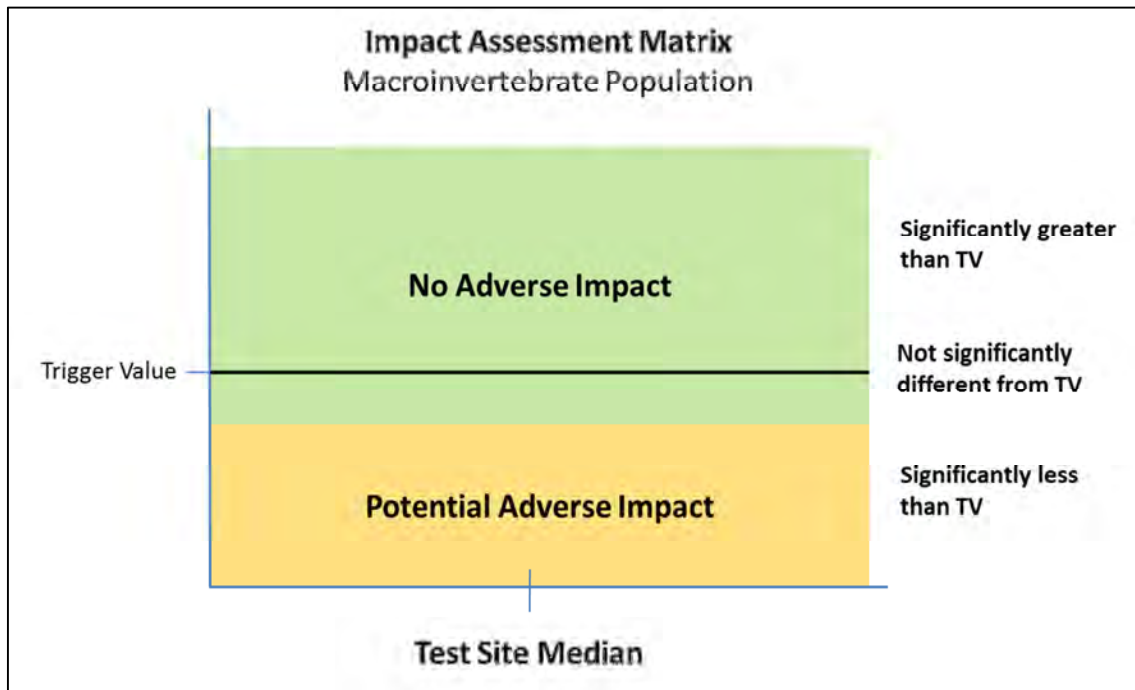 Impact Assessment Matrix
Macroinvertebrate Population
Significantly greater
than TV
No Adverse Impact
Trigger Value
Not significantly
different from TV
Significantly less
than TV
Potential Adverse Impact
Test Site Median